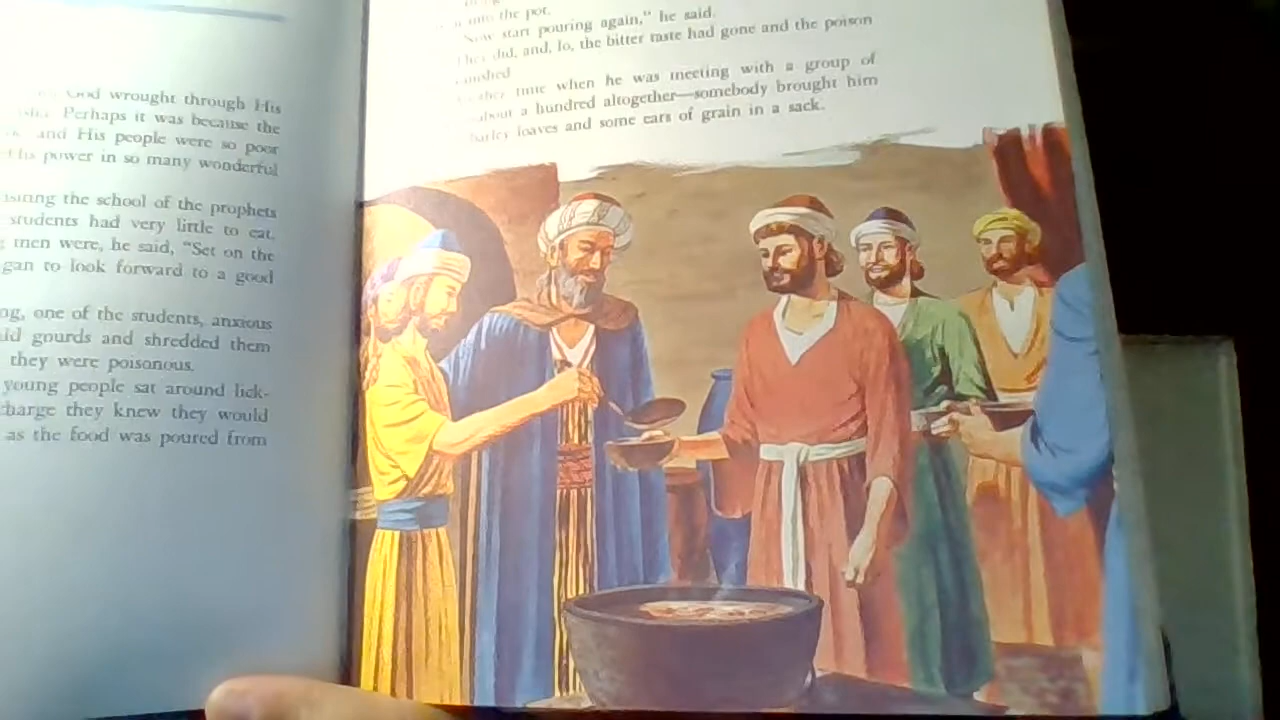 God wrought through His
Perhaps it was because the
and His people were so poor
His power in so many wonderful
the school of the prophets
students had very little to eat.
men were, he said, "Set on the
gan to look forward to a good
ng, one of the students, anxious
ild gourds and shredded them
they were poisonous.
young people sat around lick-
charge they knew they would
as the food was poured from
into the pot.
"Now start pouring again," he said.
They did, and, lo, the bitter taste had gone and the poison
vanished
time when he was meeting with a group of
about a hundred altogether—somebody brought him
barley loaves and some ears of grain in a sack.